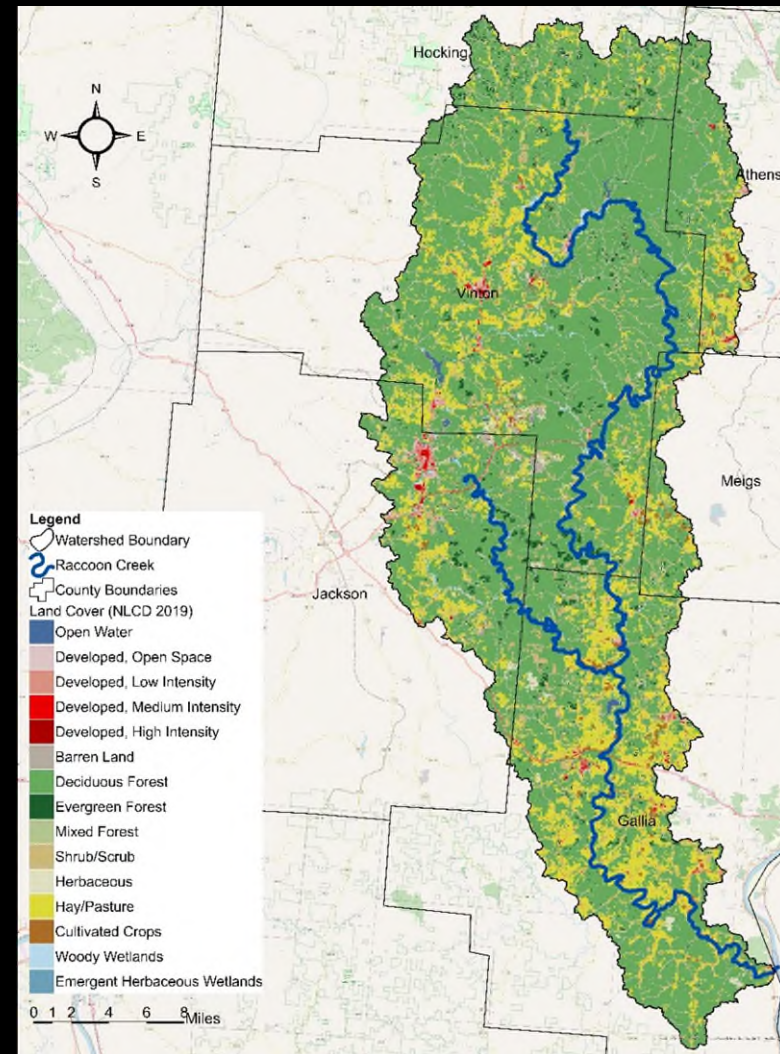 Hocking
N
W E
S
Athens
Vinton
Meigs
Jackson
Gallia
Legend
Watershed Boundary
Raccoon Creek
County Boundaries
Land Cover (NLCD 2019)
Open Water
Developed, Open Space
Developed, Low Intensity
Developed, Medium Intensity
Developed, High Intensity
Barren Land
Deciduous Forest
Evergreen Forest
Mixed Forest
Shrub/Scrub
Herbaceous
Hay/Pasture
Cultivated Crops
Woody Wetlands
Emergent Herbaceous Wetlands
0 1 2 4 6 8 Miles